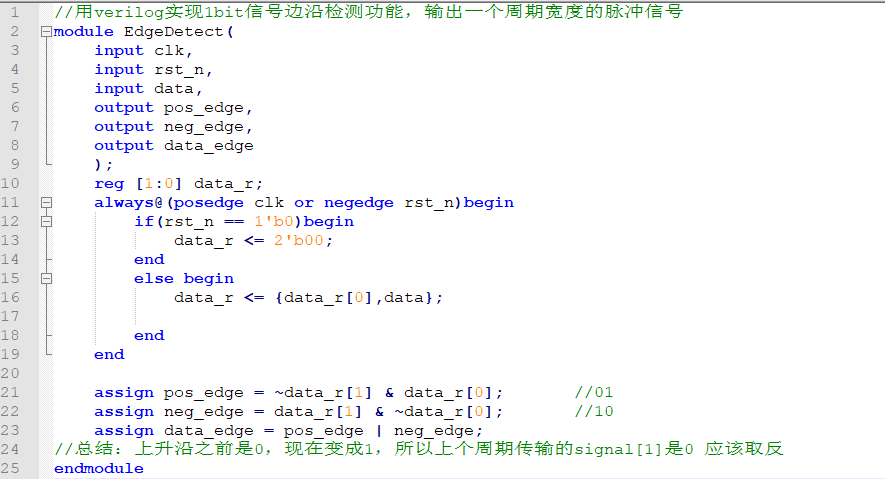 1 //用verilog实现1bit信号边沿检测功能，输出一个周期宽度的脉冲信号
2 module EdgeDetect(
3     input clk,
4     input rst_n,
5     input data,
6     output pos_edge,
7     output neg_edge,
8     output data_edge
9     );
10     reg [1:0] data_r;
11     always@(posedge clk or negedge rst_n)begin
12         if(rst_n == 1'b0)begin
13             data_r <= 2'b00;
14         end
15         else begin
16             data_r <= {data_r[0],data};
17
18         end
19     end
20
21     assign pos_edge = ~data_r[1] & data_r[0];       //01
22     assign neg_edge = data_r[1] & ~data_r[0];       //10
23     assign data_edge = pos_edge | neg_edge;
24 //总结：上升沿之前是0，现在变成1，所以上个周期传输的signal[1]是0 应该取反
25 endmodule